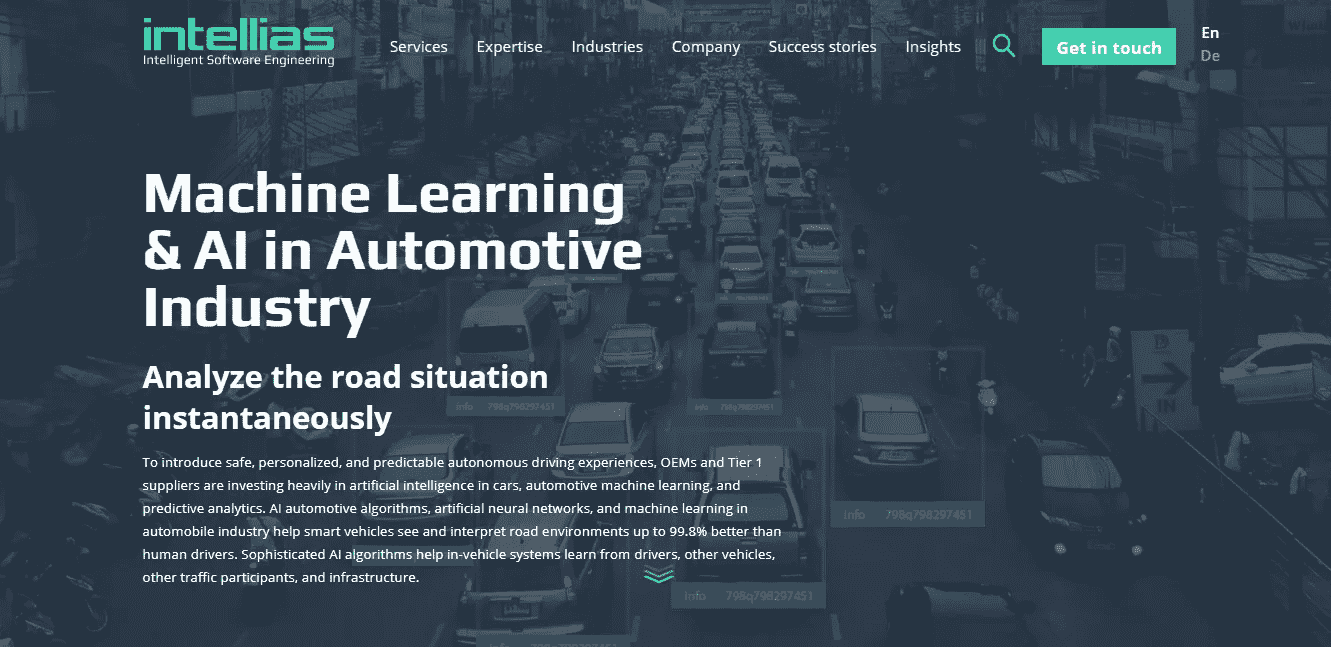 intellias
Intelligent Software Engineering
Services
Expertise
Industries
Company
Success stories
Insights
Get in touch
En
De
Machine Learning
& AI in Automotive
Industry
Analyze the road situation
instantaneously
To introduce safe, personalized, and predictable autonomous driving experiences, OEMs and Tier 1
suppliers are investing heavily in artificial intelligence in cars, automotive machine learning, and
predictive analytics. AI automotive algorithms, artificial neural networks, and machine learning in
automobile industry help smart vehicles see and interpret road environments up to 99.8% better than
human drivers. Sophisticated AI algorithms help in-vehicle systems learn from drivers, other vehicles,
other traffic participants, and infrastructure.
info 798q798297451
info 798q798297451
info 798q798297451
info 798q798297451
IN